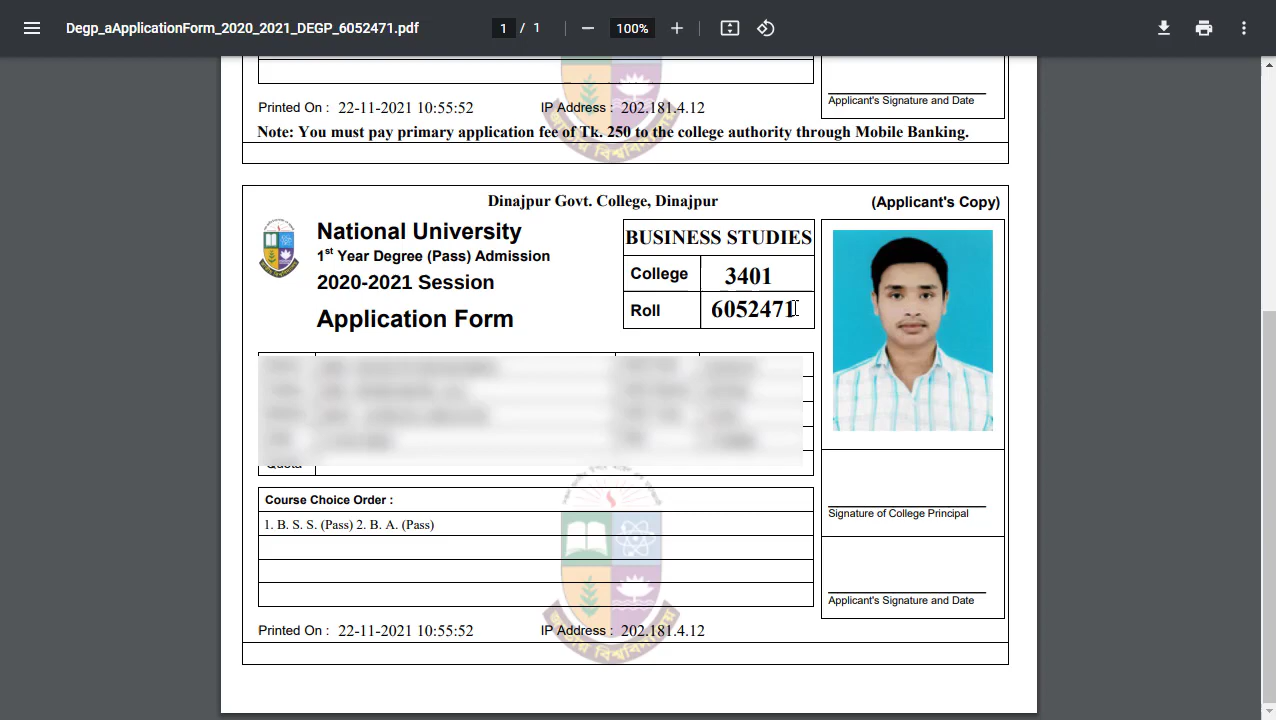 Degp_aApplicationForm_2020_2021_DEGP_6052471.pdf
1 / 1
100%
Printed On : 22-11-2021 10:55:52 IP Address : 202.181.4.12
Applicant's Signature and Date
Note: You must pay primary application fee of Tk. 250 to the college authority through Mobile Banking.
Dinajpur Govt. College, Dinajpur
(Applicant's Copy)
National University
1st Year Degree (Pass) Admission
2020-2021 Session
Application Form
BUSINESS STUDIES
College 3401
Roll 6052471
Quota
Course Choice Order :
1. B. S. S. (Pass) 2. B. A. (Pass)
Signature of College Principal
Applicant's Signature and Date
Printed On : 22-11-2021 10:55:52 IP Address : 202.181.4.12